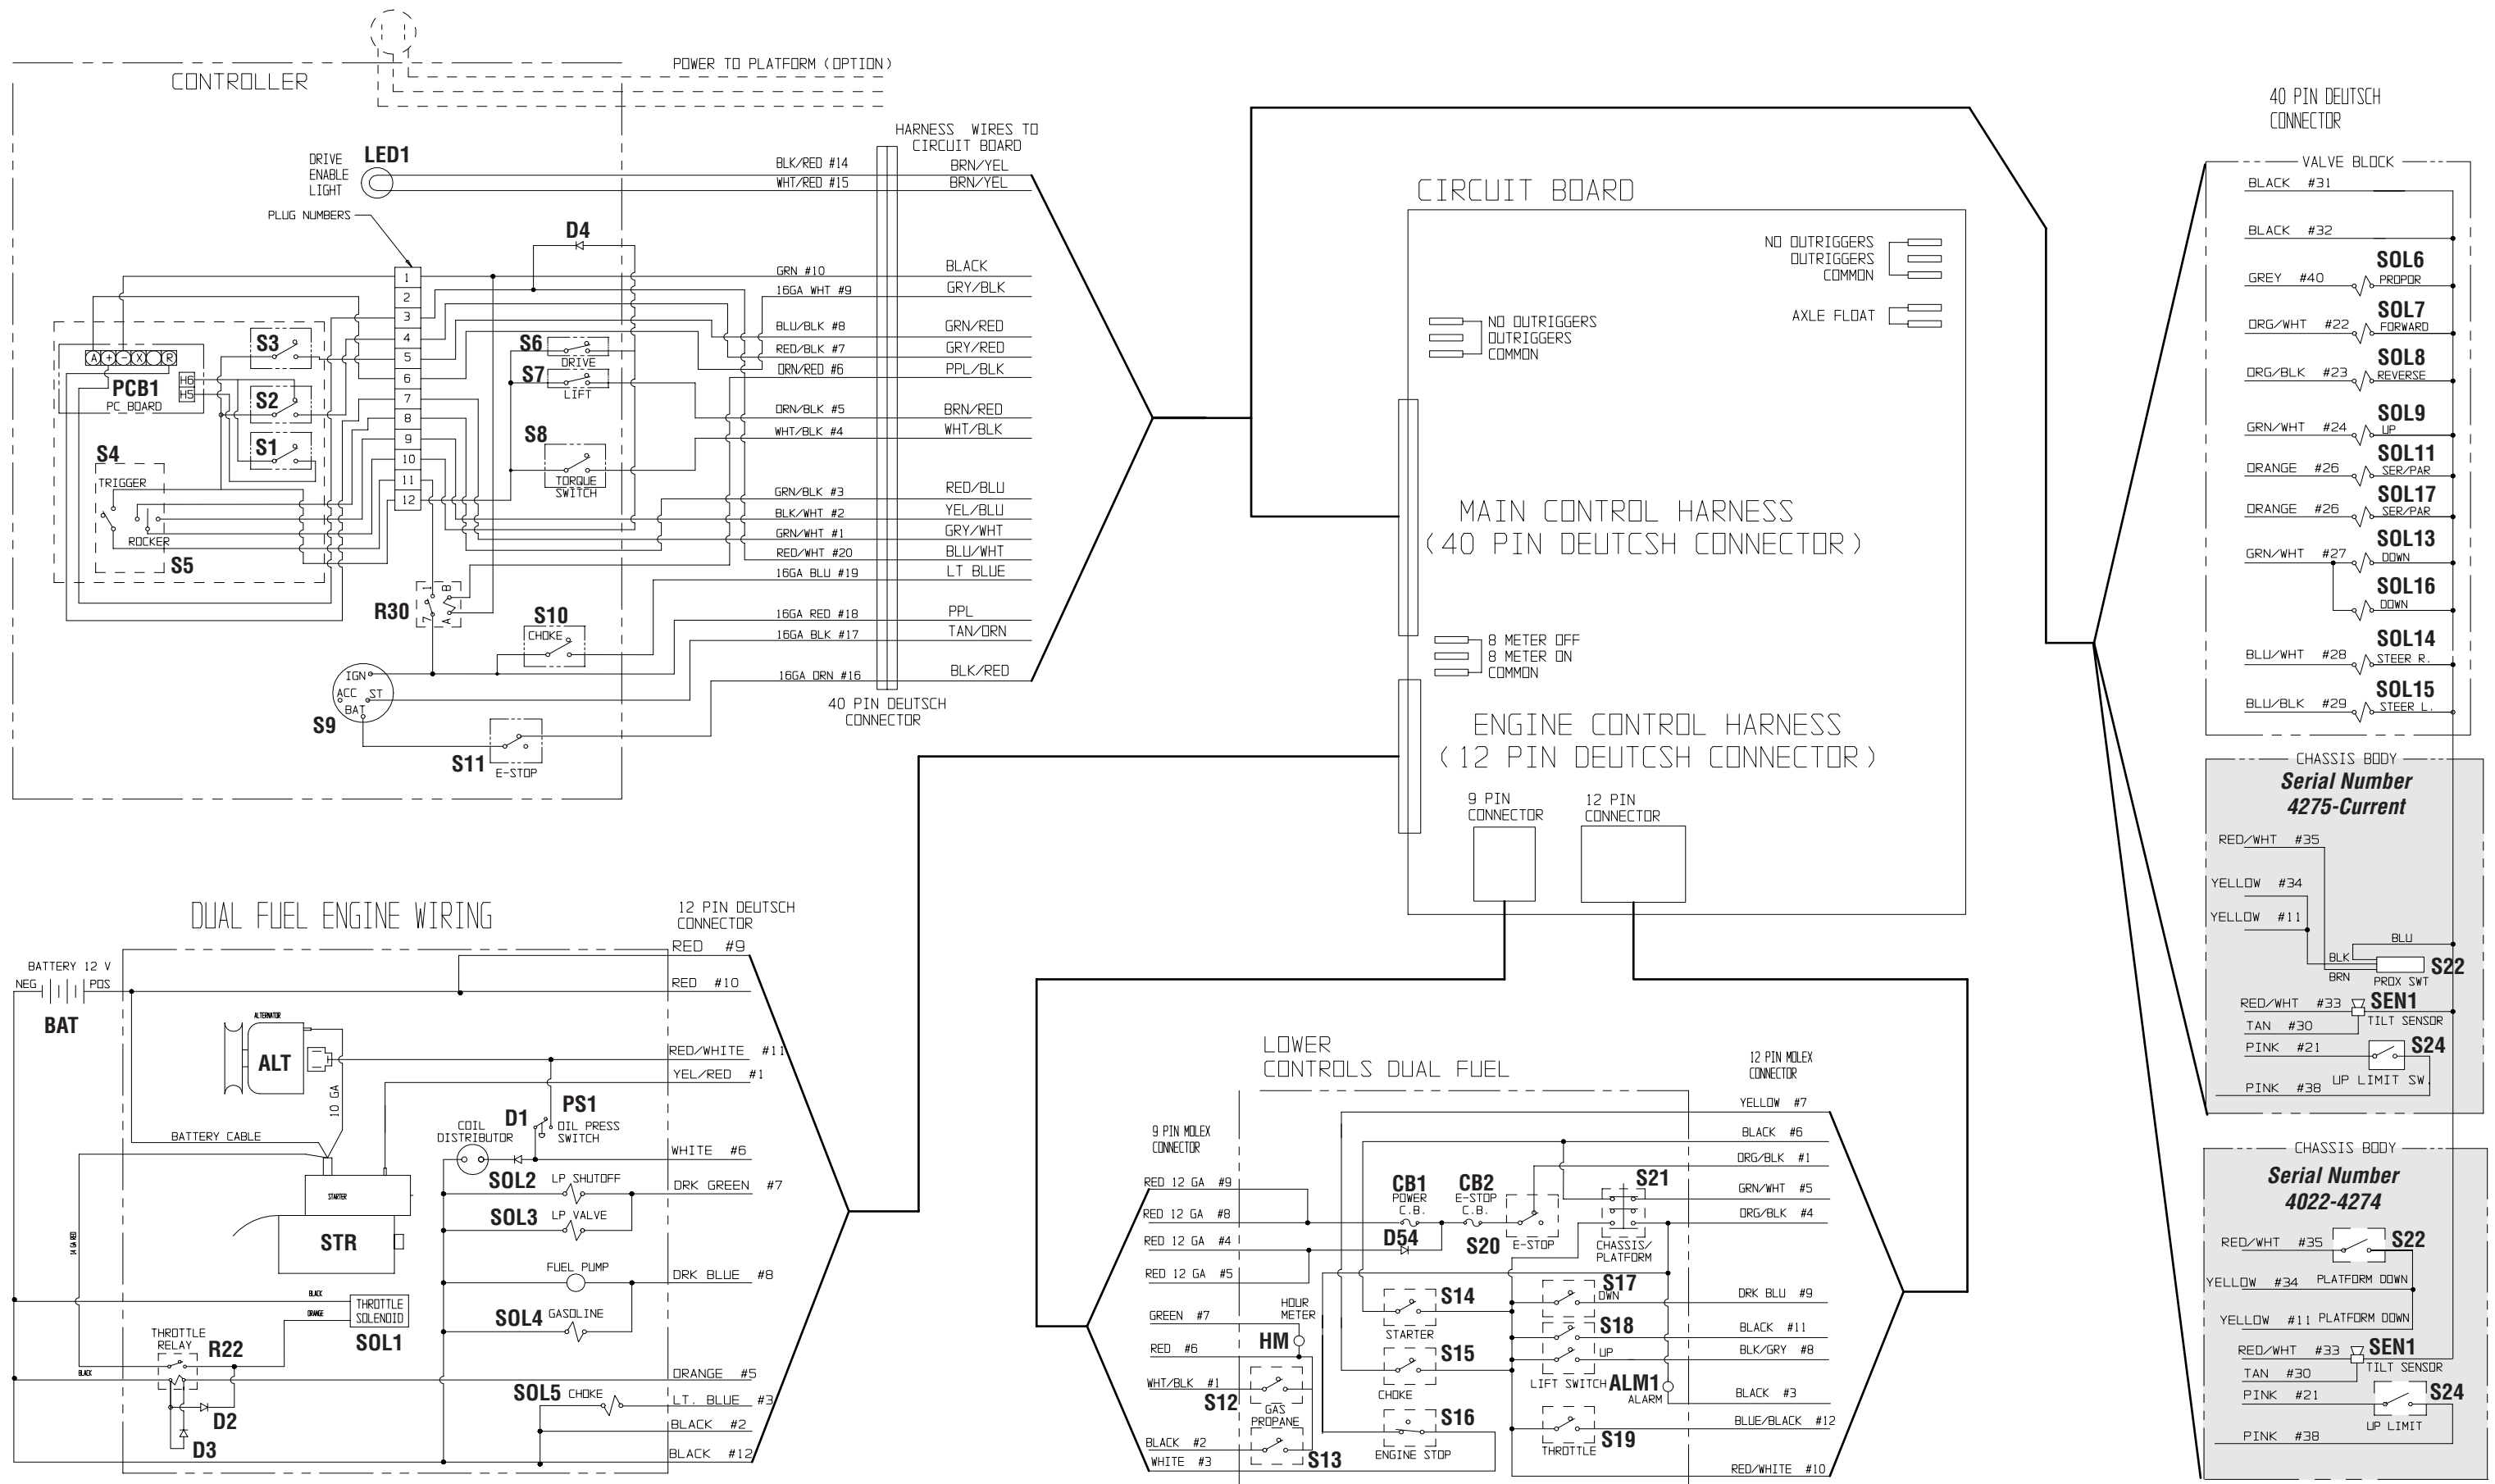 CONTROLLER
POWER TO PLATFORM (OPTION)
DRIVE
ENABLE
LIGHT
LED1
PLUG NUMBERS
HARNESS WIRES TO
CIRCUIT BOARD
BLK/RED #14 BRN/YEL
WHT/RED #15 BRN/YEL
D4
GRN #10 BLACK
16GA WHT #9 GRY/BLK
BLU/BLK #8 GRN/RED
RED/BLK #7 GRY/RED
ORN/RED #6 PPL/BLK
ORN/BLK #5 BRN/RED
WHT/BLK #4 WHT/BLK
GRN/BLK #3 RED/BLU
BLK/WHT #2 YEL/BLU
GRN/WHT #1 GRY/WHT
RED/WHT #20 BLU/WHT
16GA BLU #19 LT BLUE
16GA RED #18 PPL
16GA BLK #17 TAN/ORN
16GA ORN #16 BLK/RED
40 PIN DEUTSCH
CONNECTOR
1
2
3
4
5
6
7
8
9
10
11
12
A + - X R
PCB1
PC BOARD
H6
H5
S3
S2
S1
S4
TRIGGER
ROCKER
S5
S6
DRIVE
S7
LIFT
S8
TORQUE
SWITCH
R30
1 B
7 A
S10
CHOKE
IGN
ACC ST
BAT
S9
S11
E-STOP
CIRCUIT BOARD
NO OUTRIGGERS
OUTRIGGERS
COMMON
AXLE FLOAT
NO OUTRIGGERS
OUTRIGGERS
COMMON
MAIN CONTROL HARNESS
(40 PIN DEUTCSH CONNECTOR)
8 METER OFF
8 METER ON
COMMON
ENGINE CONTROL HARNESS
(12 PIN DEUTCSH CONNECTOR)
9 PIN
CONNECTOR
12 PIN
CONNECTOR
40 PIN DEUTSCH
CONNECTOR
VALVE BLOCK
BLACK #31
BLACK #32
GREY #40 SOL6 PROPOR
ORG/WHT #22 SOL7 FORWARD
ORG/BLK #23 SOL8 REVERSE
GRN/WHT #24 SOL9 UP
ORANGE #26 SOL11 SER/PAR
ORANGE #26 SOL17 SER/PAR
GRN/WHT #27 SOL13 DOWN
SOL16 DOWN
BLU/WHT #28 SOL14 STEER R.
BLU/BLK #29 SOL15 STEER L.
CHASSIS BODY
Serial Number
4275-Current
RED/WHT #35
YELLOW #34
YELLOW #11
BLU
BLK
BRN
S22
PROX SWT
RED/WHT #33 SEN1
TAN #30 TILT SENSOR
PINK #21 S24
PINK #38 UP LIMIT SW.
CHASSIS BODY
Serial Number
4022-4274
RED/WHT #35 S22
YELLOW #34 PLATFORM DOWN
YELLOW #11 PLATFORM DOWN
RED/WHT #33 SEN1
TAN #30 TILT SENSOR
PINK #21 S24
UP LIMIT
PINK #38
DUAL FUEL ENGINE WIRING
12 PIN DEUTSCH
CONNECTOR
BATTERY 12 V
NEG POS
BAT
RED #9
RED #10
ALTERNATOR
ALT
10 GA
RED/WHITE #11
YEL/RED #1
BATTERY CABLE
COIL
DISTRIBUTOR
D1
PS1
OIL PRESS
SWITCH
WHITE #6
STARTER
STR
14 GA RED
SOL2 LP SHUTOFF
DRK GREEN #7
SOL3 LP VALVE
FUEL PUMP
DRK BLUE #8
SOL4 GASOLINE
BLACK
ORANGE
THROTTLE
SOLENOID
SOL1
THROTTLE
RELAY
R22
BLACK
ORANGE #5
SOL5 CHOKE
LT. BLUE #3
BLACK #2
BLACK #12
D2
D3
LOWER
CONTROLS DUAL FUEL
9 PIN MOLEX
CONNECTOR
12 PIN MOLEX
CONNECTOR
RED 12 GA #9
RED 12 GA #8
RED 12 GA #4
RED 12 GA #5
GREEN #7
RED #6
WHT/BLK #1
BLACK #2
WHITE #3
HOUR
METER
HM
S12
GAS
PROPANE
S13
CB1
POWER
C.B.
CB2
E-STOP
C.B.
D54
S20
E-STOP
S21
CHASSIS/
PLATFORM
S14
STARTER
S15
CHOKE
S16
ENGINE STOP
S17
DWN
S18
UP
LIFT SWITCH
ALM1
ALARM
S19
THROTTLE
YELLOW #7
BLACK #6
ORG/BLK #1
GRN/WHT #5
ORG/BLK #4
DRK BLU #9
BLACK #11
BLK/GRY #8
BLACK #3
BLUE/BLACK #12
RED/WHITE #10